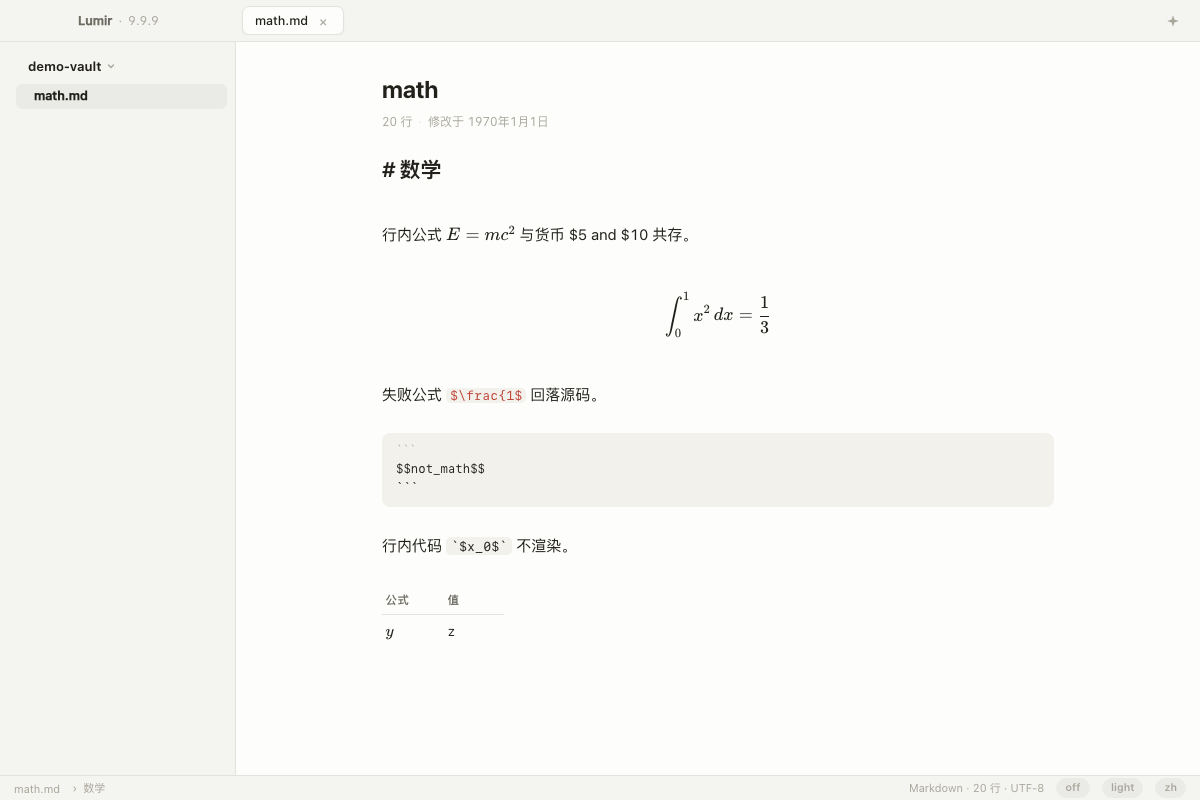 Lumir · 9.9.9
math.md ×
demo-vault
math.md
math
20 行 · 修改于 1970年1月1日
# 数学
行内公式 E = mc² 与货币 $5 and $10 共存。
∫₀¹ x² dx = 1/3
失败公式 $\frac{1$ 回落源码。
```
$$not_math$$
```
行内代码 `$x_0$` 不渲染。
公式 值
y z
math.md › 数学
Markdown · 20 行 · UTF-8 off light zh